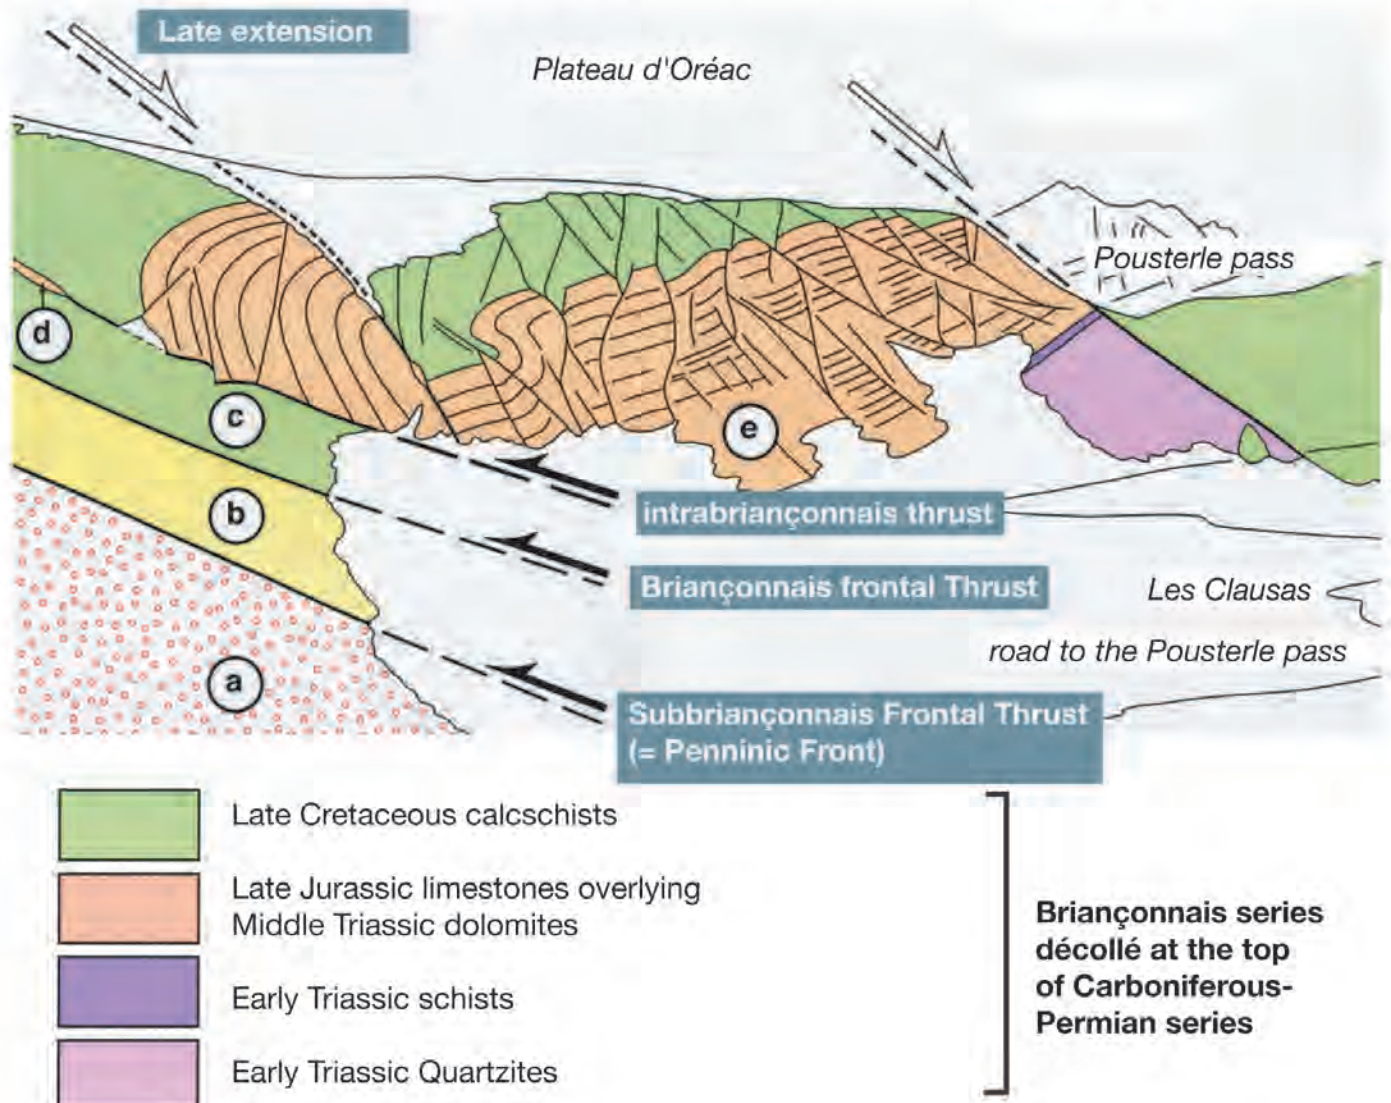 Late extension
Plateau d'Oréac
Pousterle pass
d
c
e
b
intrabriançonnais thrust
Briançonnais frontal Thrust
Les Clausas
road to the Pousterle pass
a
Subbriançonnais Frontal Thrust
(= Penninic Front)
Late Cretaceous calcschists
Late Jurassic limestones overlying
Middle Triassic dolomites
Early Triassic schists
Early Triassic Quartzites
Briançonnais series
décollé at the top
of Carboniferous-
Permian series